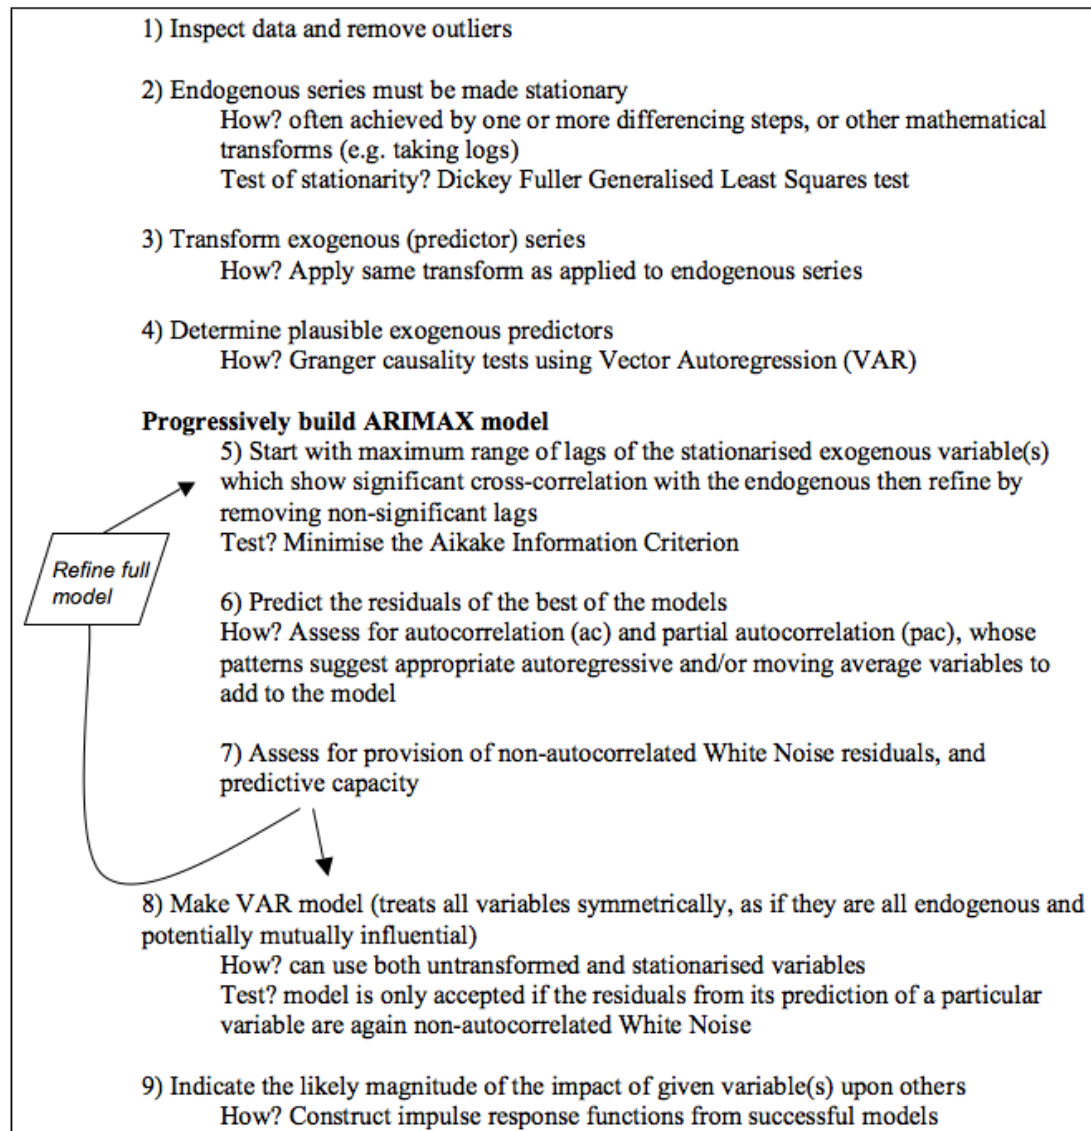 1) Inspect data and remove outliers
2) Endogenous series must be made stationary
How? often achieved by one or more differencing steps, or other mathematical
transforms (e.g. taking logs)
Test of stationarity? Dickey Fuller Generalised Least Squares test
3) Transform exogenous (predictor) series
How? Apply same transform as applied to endogenous series
4) Determine plausible exogenous predictors
How? Granger causality tests using Vector Autoregression (VAR)
Progressively build ARIMAX model
5) Start with maximum range of lags of the stationarised exogenous variable(s)
which show significant cross-correlation with the endogenous then refine by
removing non-significant lags
Test? Minimise the Aikake Information Criterion
Refine full
model
6) Predict the residuals of the best of the models
How? Assess for autocorrelation (ac) and partial autocorrelation (pac), whose
patterns suggest appropriate autoregressive and/or moving average variables to
add to the model
7) Assess for provision of non-autocorrelated White Noise residuals, and
predictive capacity
8) Make VAR model (treats all variables symmetrically, as if they are all endogenous and
potentially mutually influential)
How? can use both untransformed and stationarised variables
Test? model is only accepted if the residuals from its prediction of a particular
variable are again non-autocorrelated White Noise
9) Indicate the likely magnitude of the impact of given variable(s) upon others
How? Construct impulse response functions from successful models